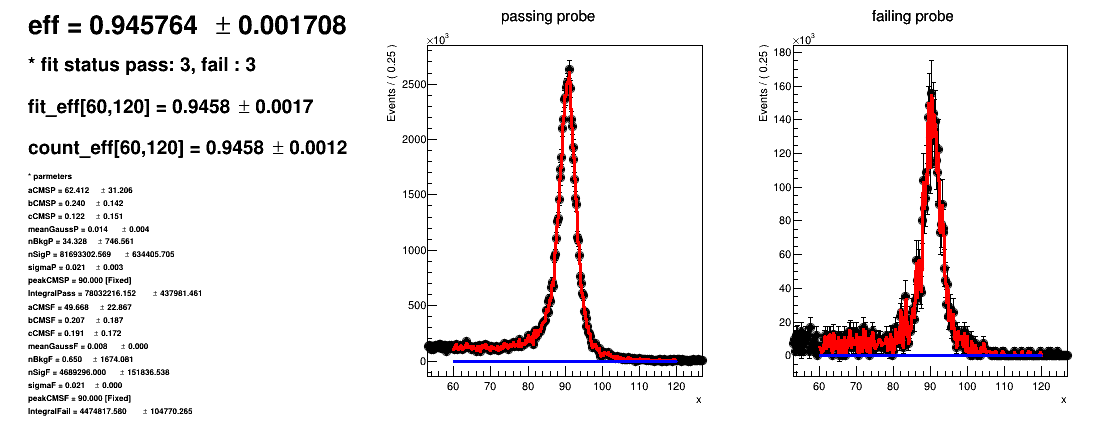 eff = 0.945764 ± 0.001708
* fit status pass: 3, fail : 3
fit_eff[60,120] = 0.9458 ± 0.0017
count_eff[60,120] = 0.9458 ± 0.0012
* parmeters
aCMSP = 62.412 ± 31.206
bCMSP = 0.240 ± 0.142
cCMSP = 0.122 ± 0.151
meanGaussP = 0.014 ± 0.004
nBkgP = 34.328 ± 746.561
nSigP = 81693302.569 ± 634405.705
sigmaP = 0.021 ± 0.003
peakCMSP = 90.000 [Fixed]
IntegralPass = 78032216.152 ± 437981.461
aCMSF = 49.668 ± 22.867
bCMSF = 0.207 ± 0.187
cCMSF = 0.191 ± 0.172
meanGaussF = 0.008 ± 0.000
nBkgF = 0.650 ± 1674.081
nSigF = 4689296.000 ± 151836.538
sigmaF = 0.021 ± 0.000
peakCMSF = 90.000 [Fixed]
IntegralFail = 4474817.580 ± 104770.265
passing probe
×10³
Events / ( 0.25 )
2500
2000
1500
1000
500
0
60 70 80 90 100 110 120
x
failing probe
×10³
Events / ( 0.25 )
180
160
140
120
100
80
60
40
20
0
60 70 80 90 100 110 120
x